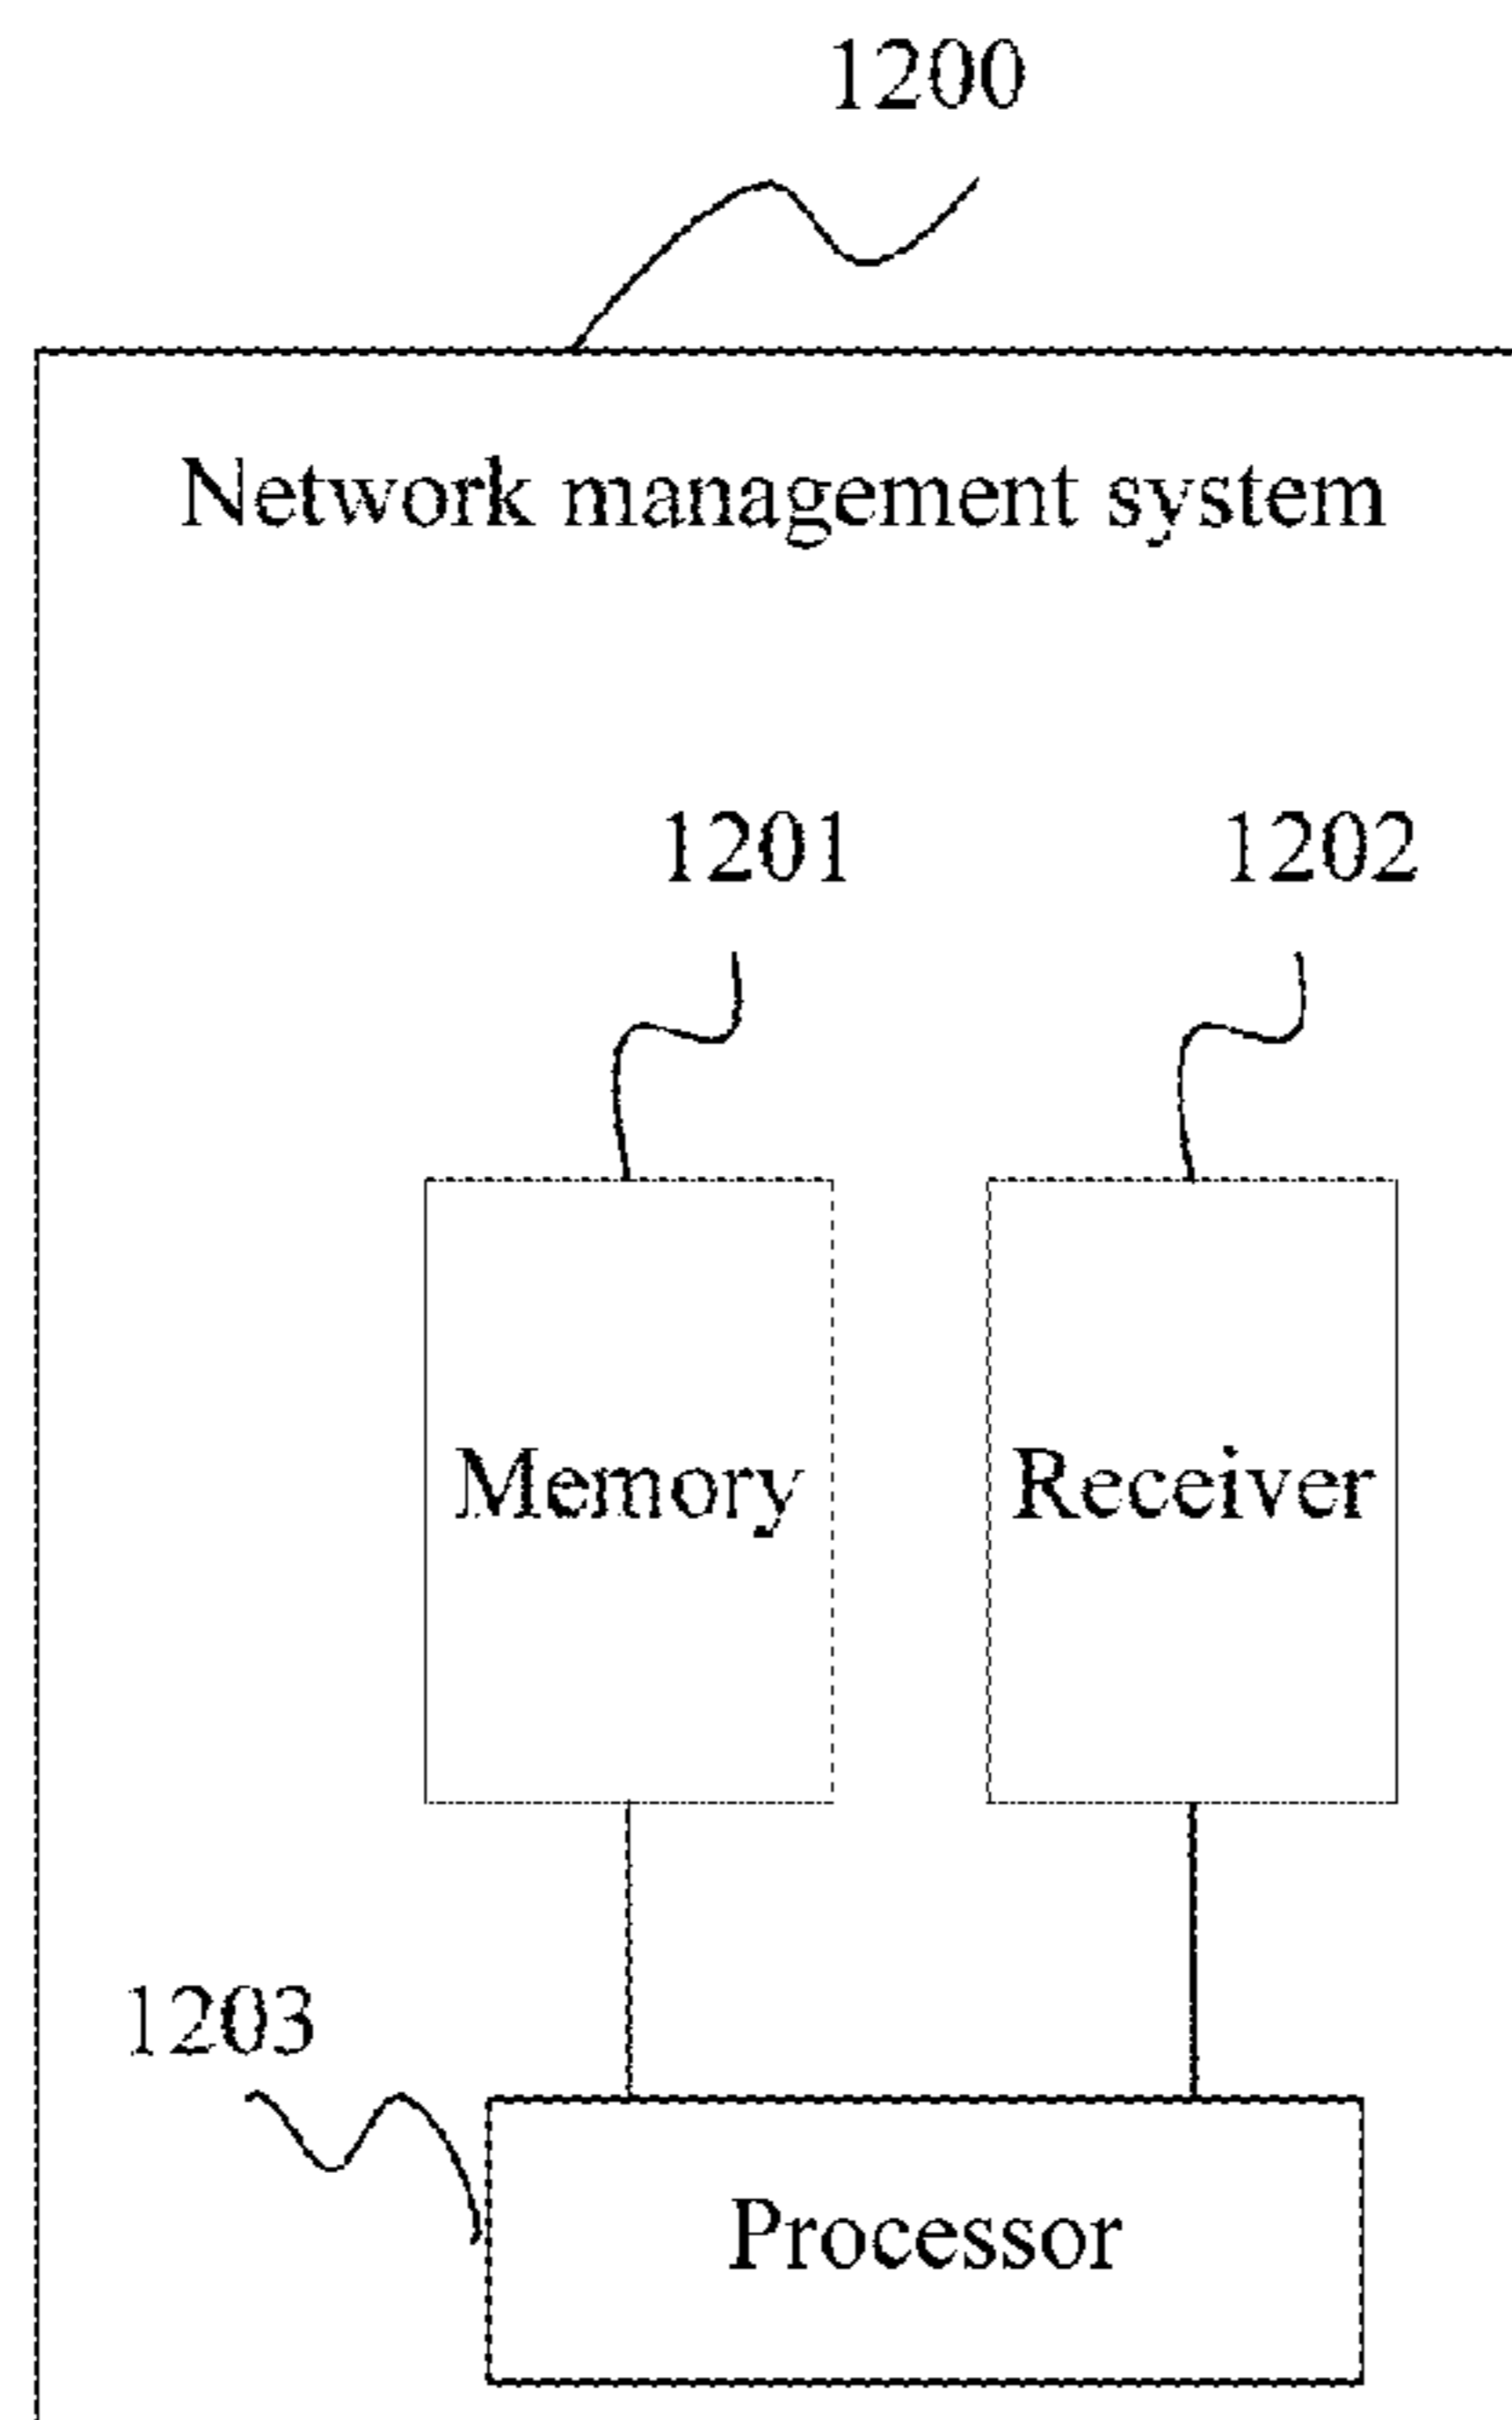 1200
Network management system
1201
1202
Memory
Receiver
1203
Processor